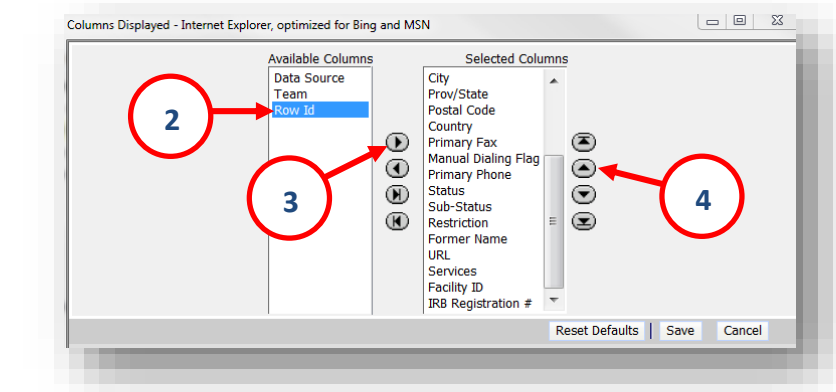 Columns Displayed - Internet Explorer, optimized for Bing and MSN
Available Columns
Data Source
Team
Row Id
Selected Columns
City
Prov/State
Postal Code
Country
Primary Fax
Manual Dialing Flag
Primary Phone
Status
Sub-Status
Restriction
Former Name
URL
Services
Facility ID
IRB Registration #
2
3
4
Reset Defaults | Save Cancel